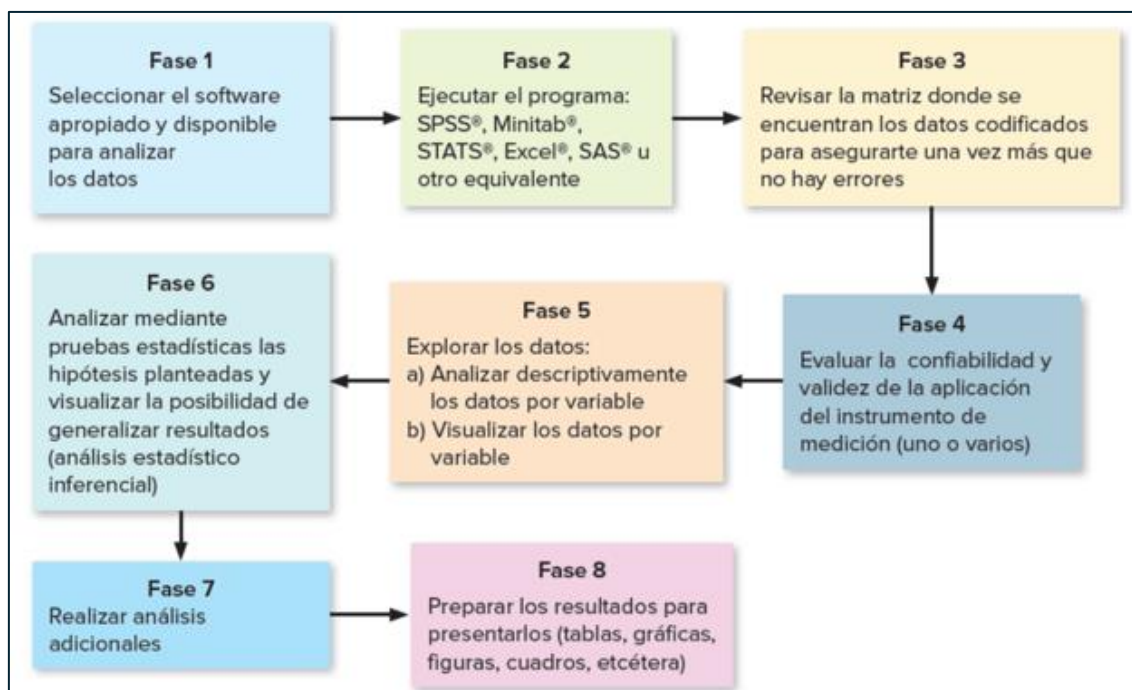 Fase 1
Seleccionar el software
apropiado y disponible
para analizar
los datos
Fase 2
Ejecutar el programa:
SPSS®, Minitab®,
STATS®, Excel®, SAS® u
otro equivalente
Fase 3
Revisar la matriz donde se
encuentran los datos codificados
para asegurarte una vez más que
no hay errores
Fase 4
Evaluar la confiabilidad y
validez de la aplicación
del instrumento de
medición (uno o varios)
Fase 5
Explorar los datos:
a) Analizar descriptivamente
los datos por variable
b) Visualizar los datos por
variable
Fase 6
Analizar mediante
pruebas estadísticas las
hipótesis planteadas y
visualizar la posibilidad de
generalizar resultados
(análisis estadístico
inferencial)
Fase 7
Realizar análisis
adicionales
Fase 8
Preparar los resultados para
presentarlos (tablas, gráficas,
figuras, cuadros, etcétera)